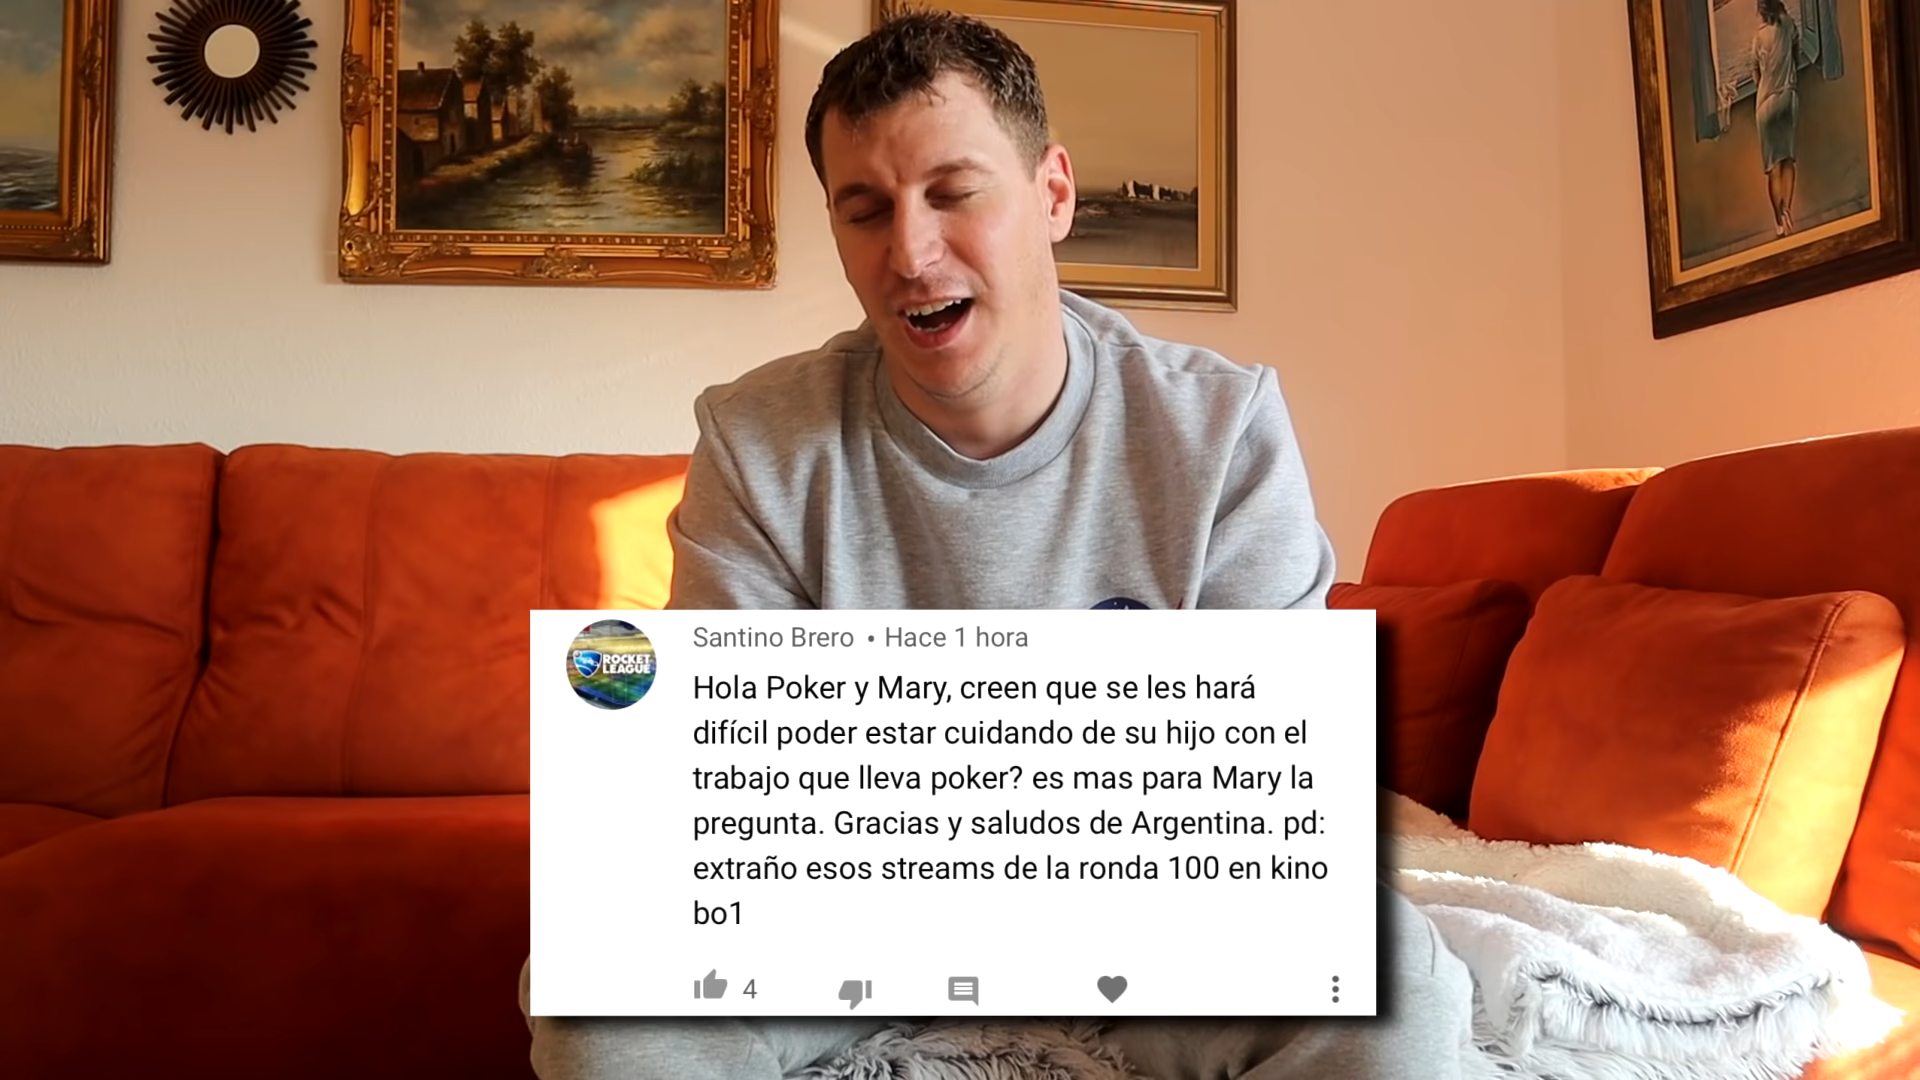 Santino Brero • Hace 1 hora
ROCKET
LEAGUE
Hola Poker y Mary, creen que se les hará
difícil poder estar cuidando de su hijo con el
trabajo que lleva poker? es mas para Mary la
pregunta. Gracias y saludos de Argentina. pd:
extraño esos streams de la ronda 100 en kino
bo1
4